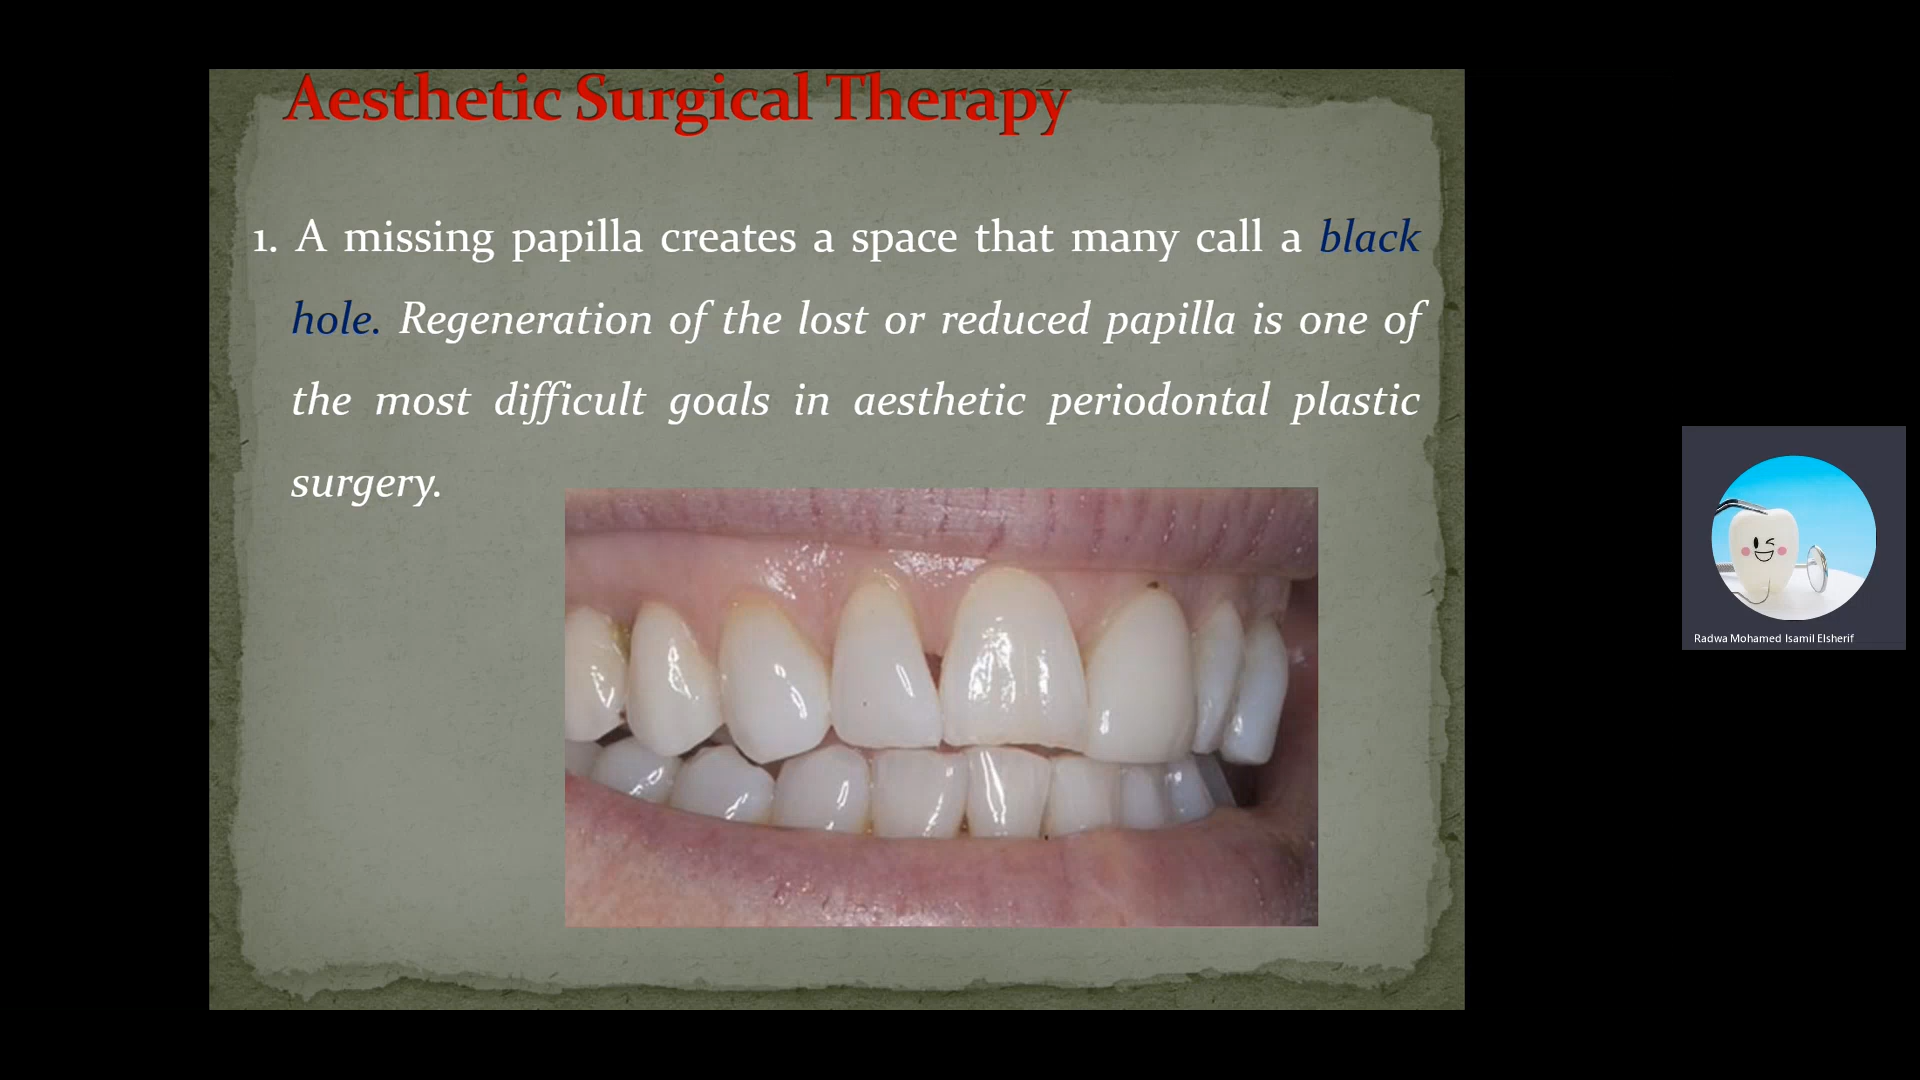 Aesthetic Surgical Therapy
1. A missing papilla creates a space that many call a black
hole. Regeneration of the lost or reduced papilla is one of
the most difficult goals in aesthetic periodontal plastic
surgery.
Radwa Mohamed Isamil Elsherif